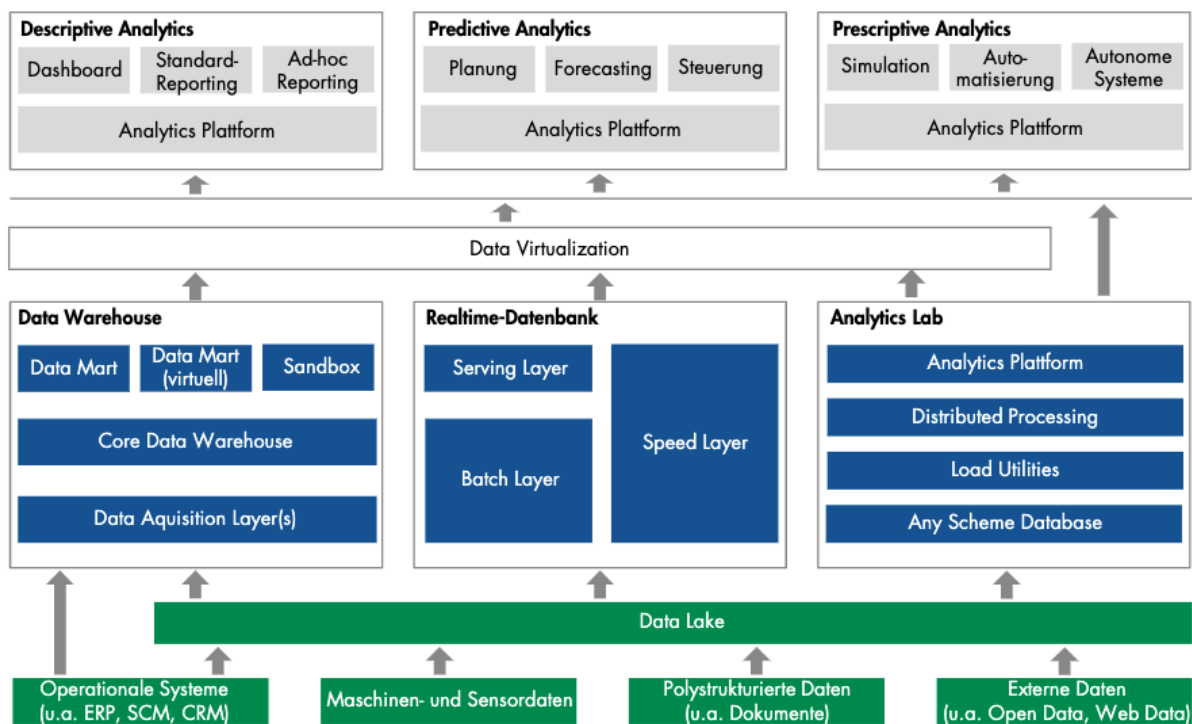 Descriptive Analytics
Dashboard
Standard-
Reporting
Ad-hoc
Reporting
Analytics Plattform
Predictive Analytics
Planung
Forecasting
Steuerung
Analytics Plattform
Prescriptive Analytics
Simulation
Auto-
matisierung
Autonome
Systeme
Analytics Plattform
Data Virtualization
Data Warehouse
Data Mart
Data Mart
(virtuell)
Sandbox
Core Data Warehouse
Data Aquisition Layer(s)
Realtime-Datenbank
Serving Layer
Batch Layer
Speed Layer
Analytics Lab
Analytics Plattform
Distributed Processing
Load Utilities
Any Scheme Database
Data Lake
Operationale Systeme
(u.a. ERP, SCM, CRM)
Maschinen- und Sensordaten
Polystrukturierte Daten
(u.a. Dokumente)
Externe Daten
(u.a. Open Data, Web Data)